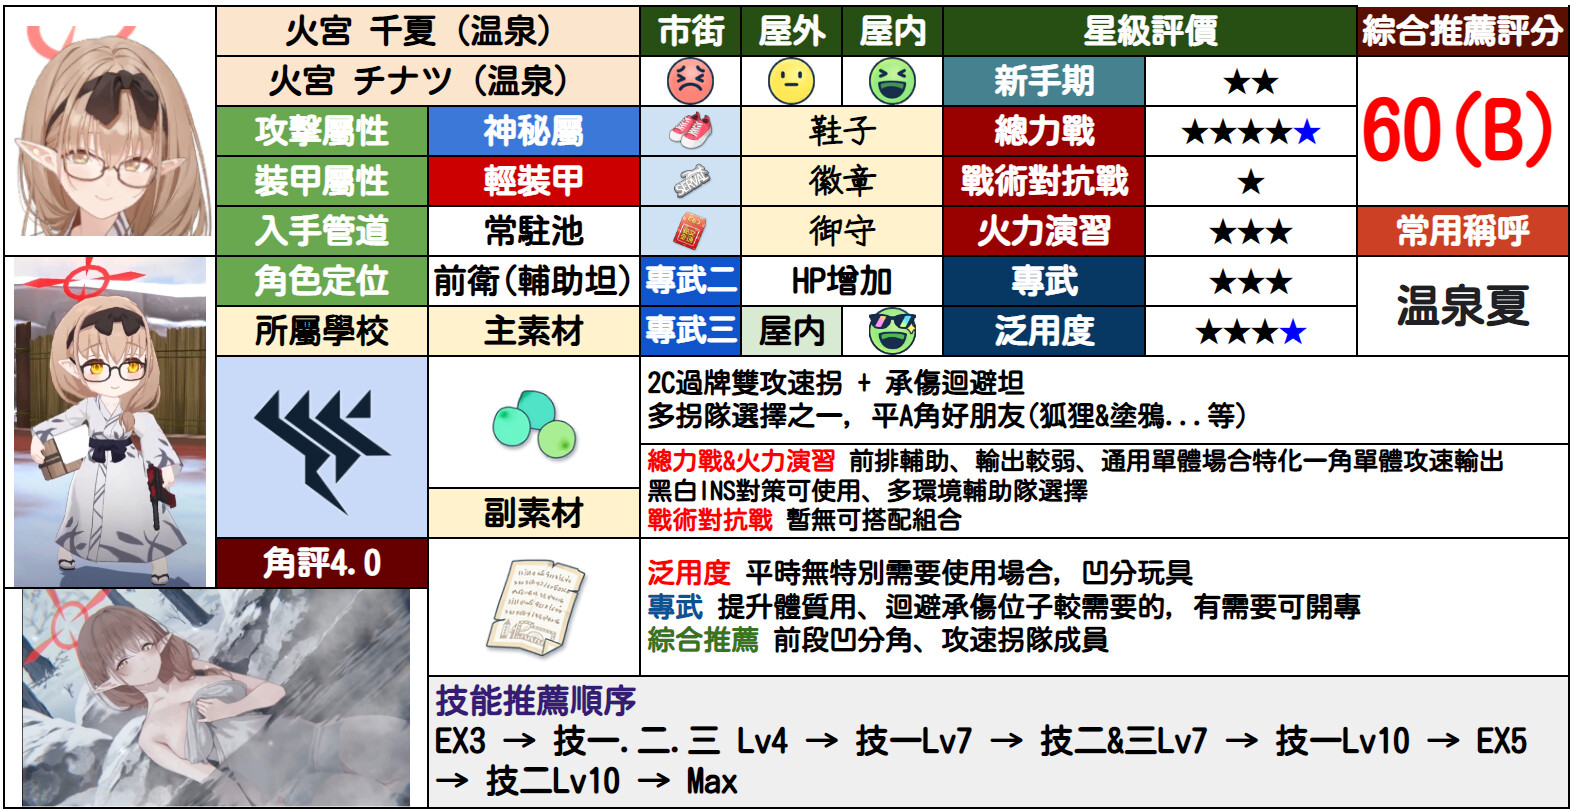 火宮 千夏 (温泉)
市街
屋外
屋内
星級評價
綜合推薦評分
火宮 チナツ (温泉)
新手期
★★
60(B)
攻擊屬性
神秘屬
鞋子
總力戰
★★★★★
裝甲屬性
輕裝甲
SERVAL
徽章
戰術對抗戰
★
入手管道
常駐池
御守
火力演習
★★★
常用稱呼
角色定位
前衛(輔助坦)
專武二
HP增加
專武
★★★
温泉夏
所屬學校
主素材
專武三
屋内
泛用度
★★★★
2C過牌雙攻速拐 + 承傷迴避坦
多拐隊選擇之一, 平A角好朋友(狐狸&塗鴉...等)
總力戰&火力演習 前排輔助、輸出較弱、通用單體場合特化一角單體攻速輸出
黑白INS對策可使用、多環境輔助隊選擇
戰術對抗戰 暫無可搭配組合
副素材
角評4.0
泛用度 平時無特別需要使用場合, 凹分玩具
專武 提升體質用、迴避承傷位子較需要的, 有需要可開專
綜合推薦 前段凹分角、攻速拐隊成員
技能推薦順序
EX3 → 技一.二.三 Lv4 → 技一Lv7 → 技二&三Lv7 → 技一Lv10 → EX5
→ 技二Lv10 → Max